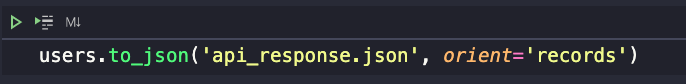 M↓
users.to_json('api_response.json', orient='records')